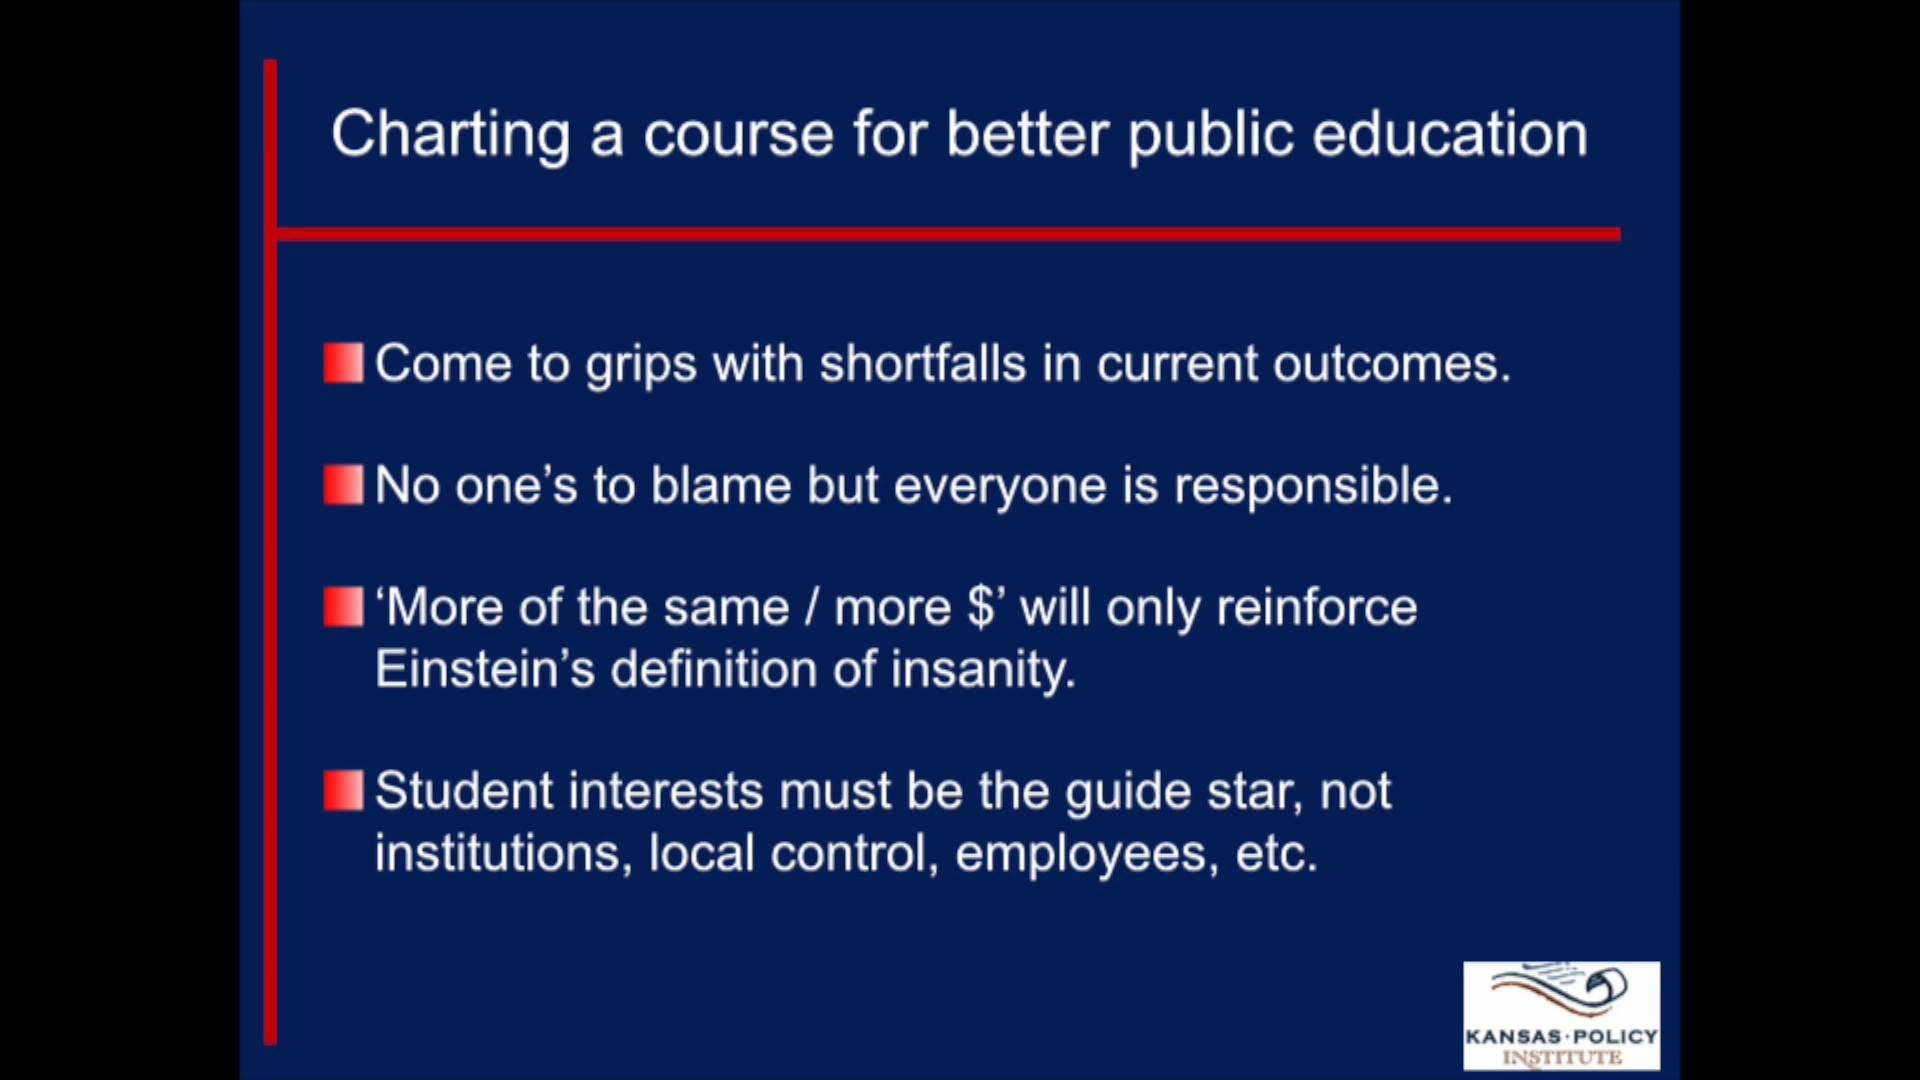 Charting a course for better public education
Come to grips with shortfalls in current outcomes.
No one’s to blame but everyone is responsible.
‘More of the same / more $’ will only reinforce
Einstein’s definition of insanity.
Student interests must be the guide star, not
institutions, local control, employees, etc.
KANSAS·POLICY
INSTITUTE